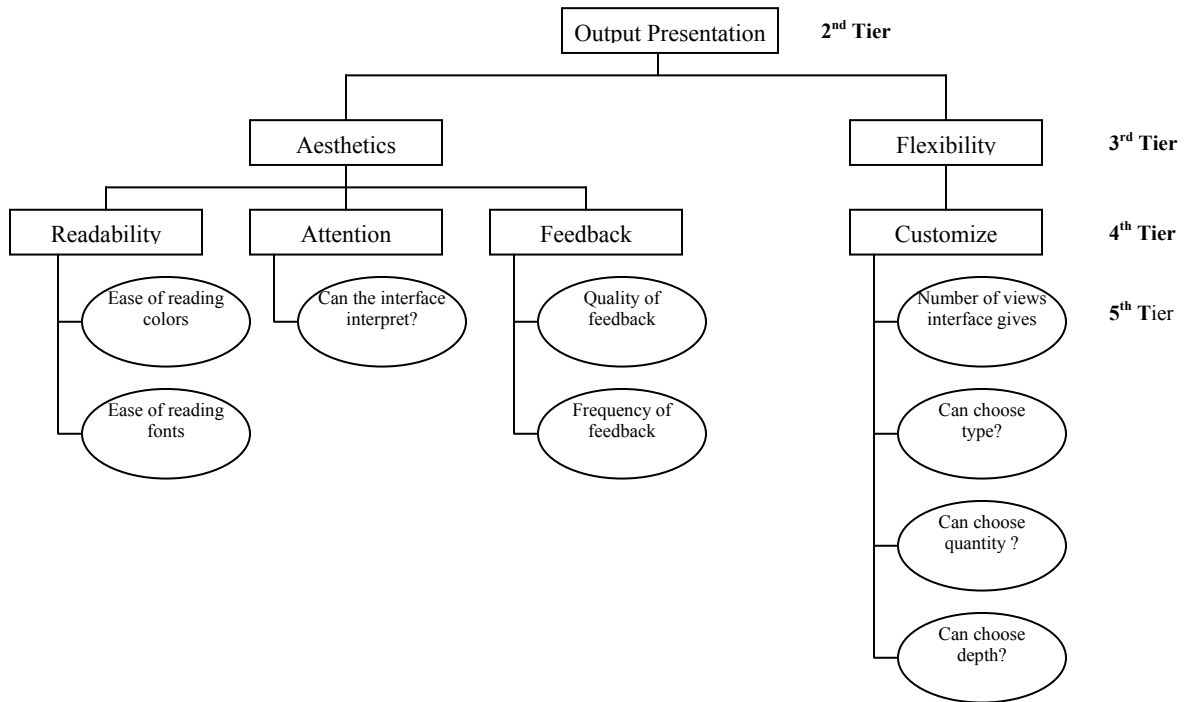 Output Presentation
2nd Tier
Aesthetics
Flexibility
3rd Tier
Readability
Attention
Feedback
Customize
4th Tier
Ease of reading
colors
Can the interface
interpret?
Quality of
feedback
Number of views
interface gives
5th Tier
Ease of reading
fonts
Frequency of
feedback
Can choose
type?
Can choose
quantity ?
Can choose
depth?